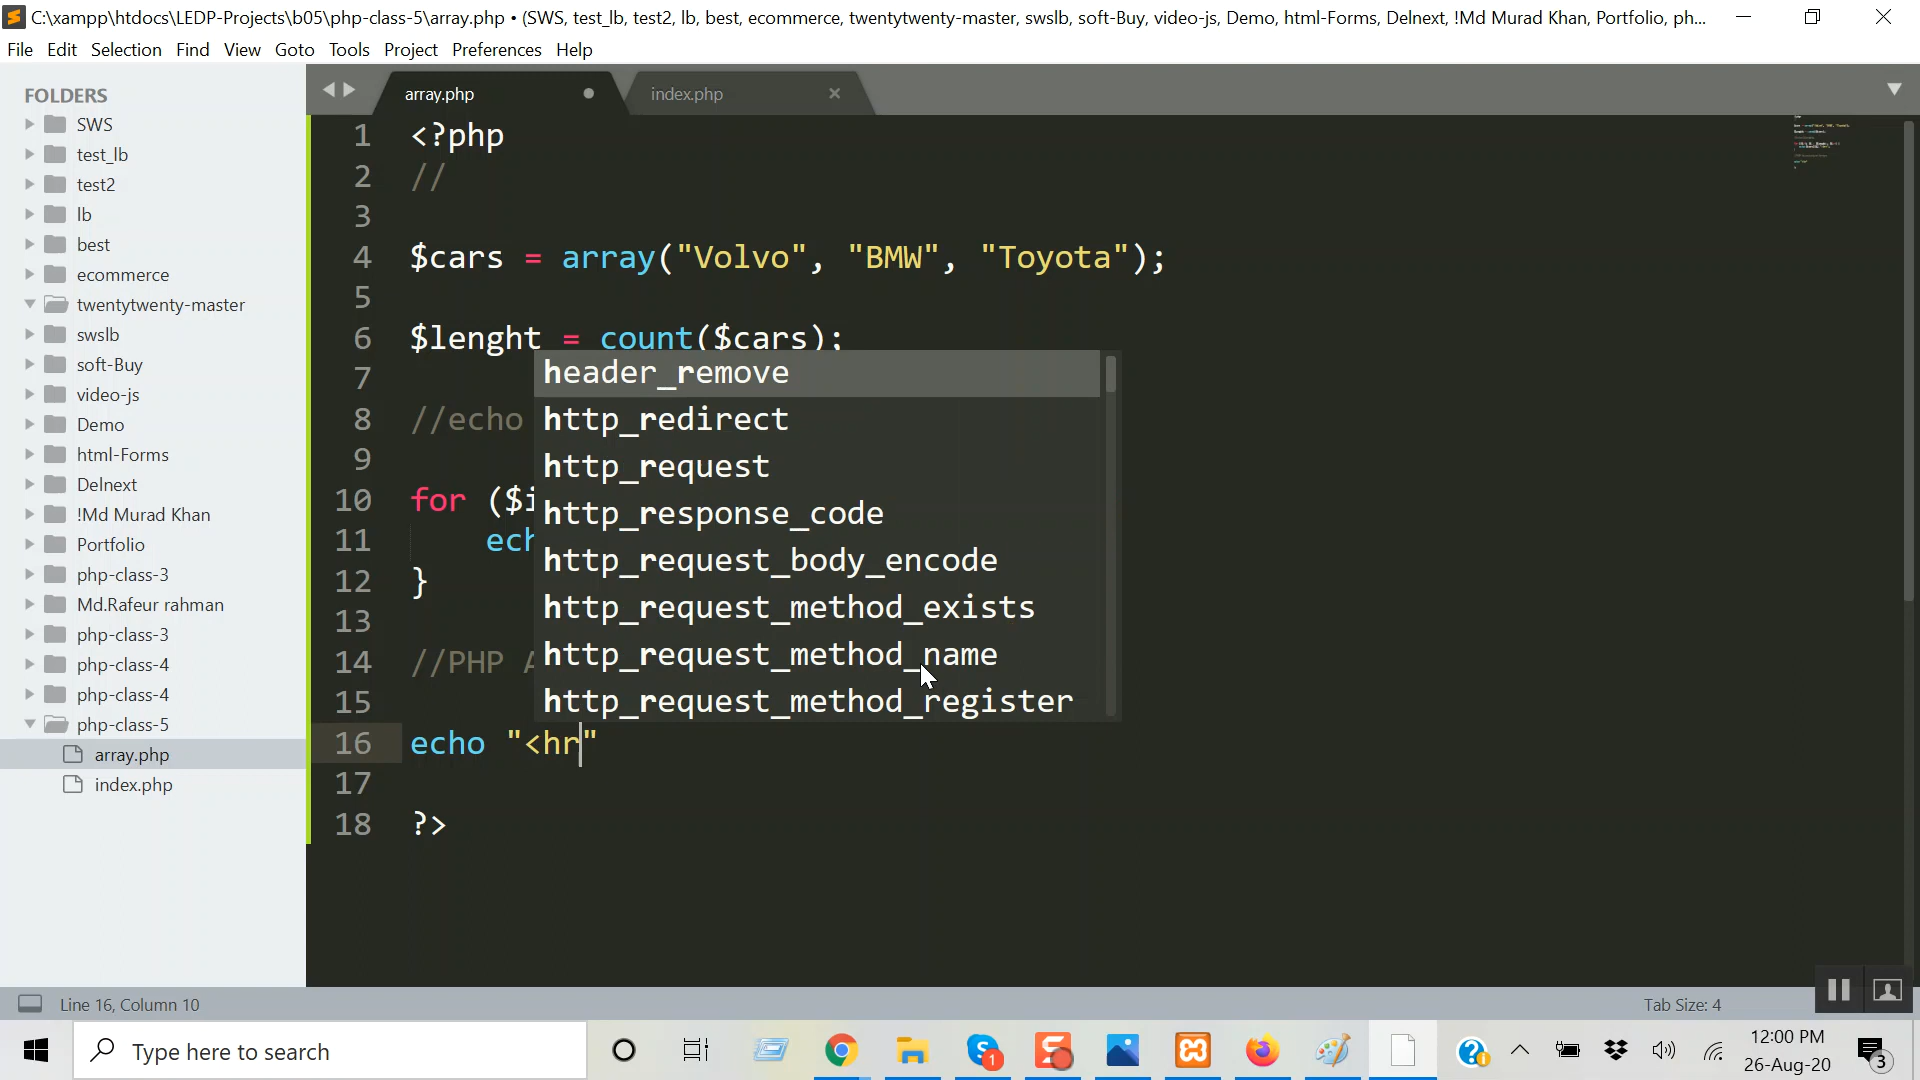 C:\xampp\htdocs\LEDP-Projects\b05\php-class-5\array.php • (SWS, test_lb, test2, lb, best, ecommerce, twentytwenty-master, swslb, soft-Buy, video-js, Demo, html-Forms, Delnext, !Md Murad Khan, Portfolio, ph...
File Edit Selection Find View Goto Tools Project Preferences Help
FOLDERS
SWS
test_lb
test2
lb
best
ecommerce
twentytwenty-master
swslb
soft-Buy
video-js
Demo
html-Forms
Delnext
!Md Murad Khan
Portfolio
php-class-3
Md.Rafeur rahman
php-class-3
php-class-4
php-class-4
php-class-5
array.php
index.php
array.php index.php
1 <?php
2 //
3
4 $cars = array("Volvo", "BMW", "Toyota");
5
6 $lenght = count($cars);
7
8 //echo
9
10 for ($i
11 ech
12 }
13
14 //PHP A
15
16 echo "<hr"
17
18 ?>
header_remove
http_redirect
http_request
http_response_code
http_request_body_encode
http_request_method_exists
http_request_method_name
http_request_method_register
Line 16, Column 10
Tab Size: 4
Type here to search
1
12:00 PM
26-Aug-20
3